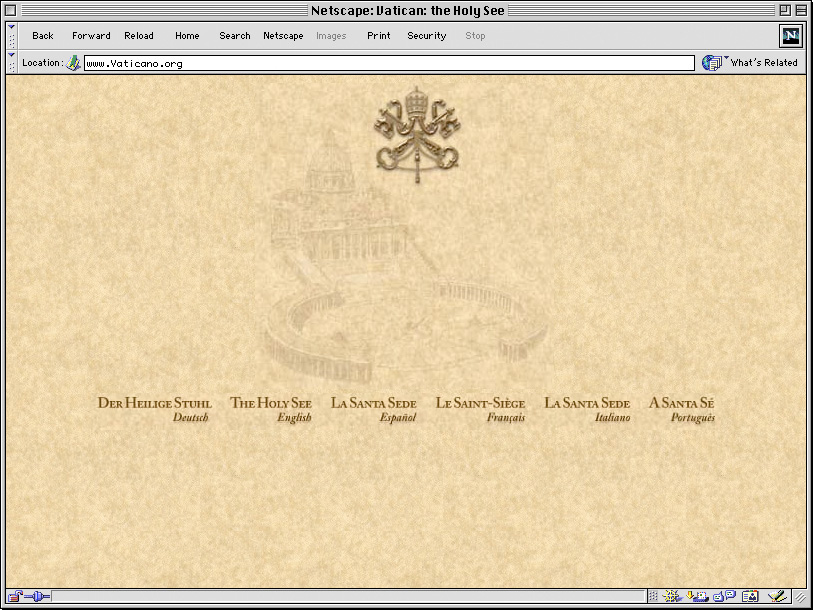 Netscape: Vatican: the Holy See
Back Forward Reload Home Search Netscape Images Print Security Stop
N
Location: www.Vaticano.org What's Related
DER HEILIGE STUHL THE HOLY SEE LA SANTA SEDE LE SAINT-SIÈGE LA SANTA SEDE A SANTA SÉ
Deutsch English Español Français Italiano Português